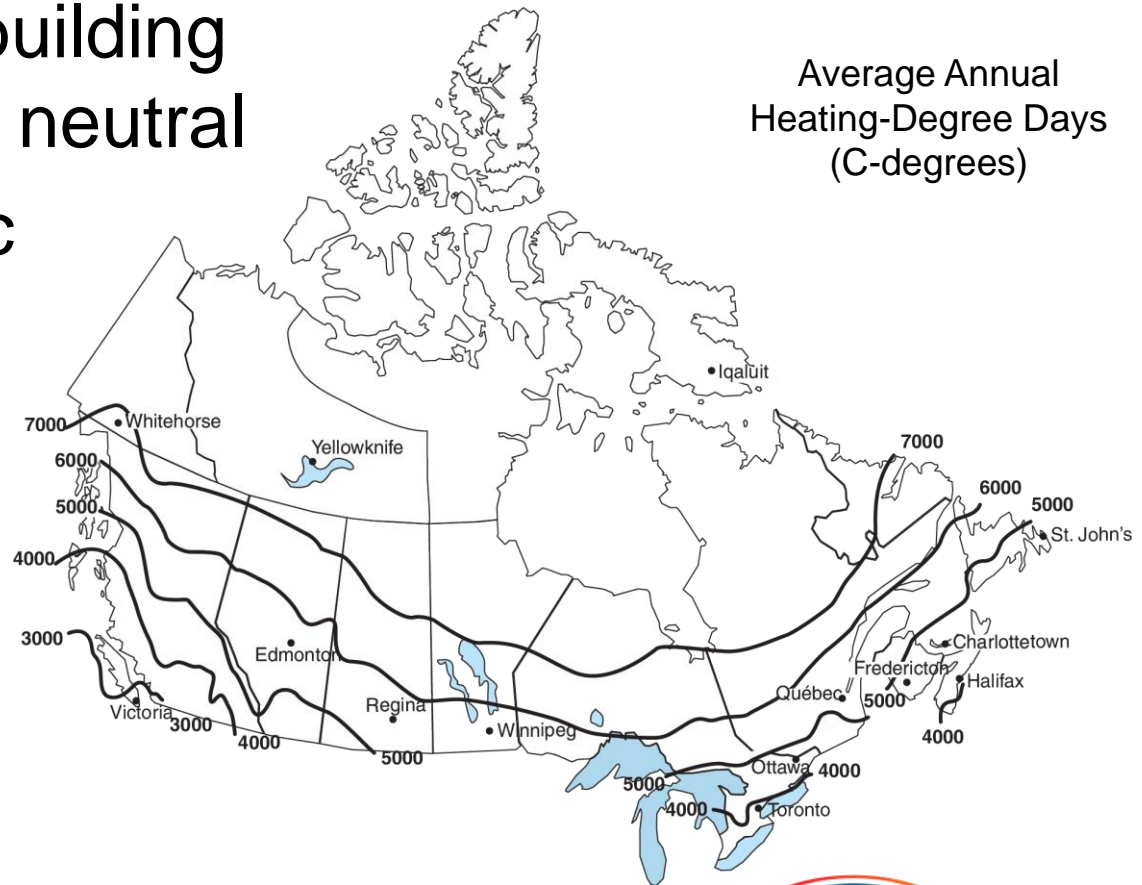 building
neutral
c
Average Annual
Heating-Degree Days
(C-degrees)
Iqaluit
7000
Whitehorse
Yellowknife
7000
6000
6000
5000
5000
St. John's
4000
3000
Edmonton
Charlottetown
Fredericton
Halifax
Québec
5000
Regina
Victoria
3000
Winnipeg
4000
4000
5000
Ottawa
4000
5000
4000
Toronto